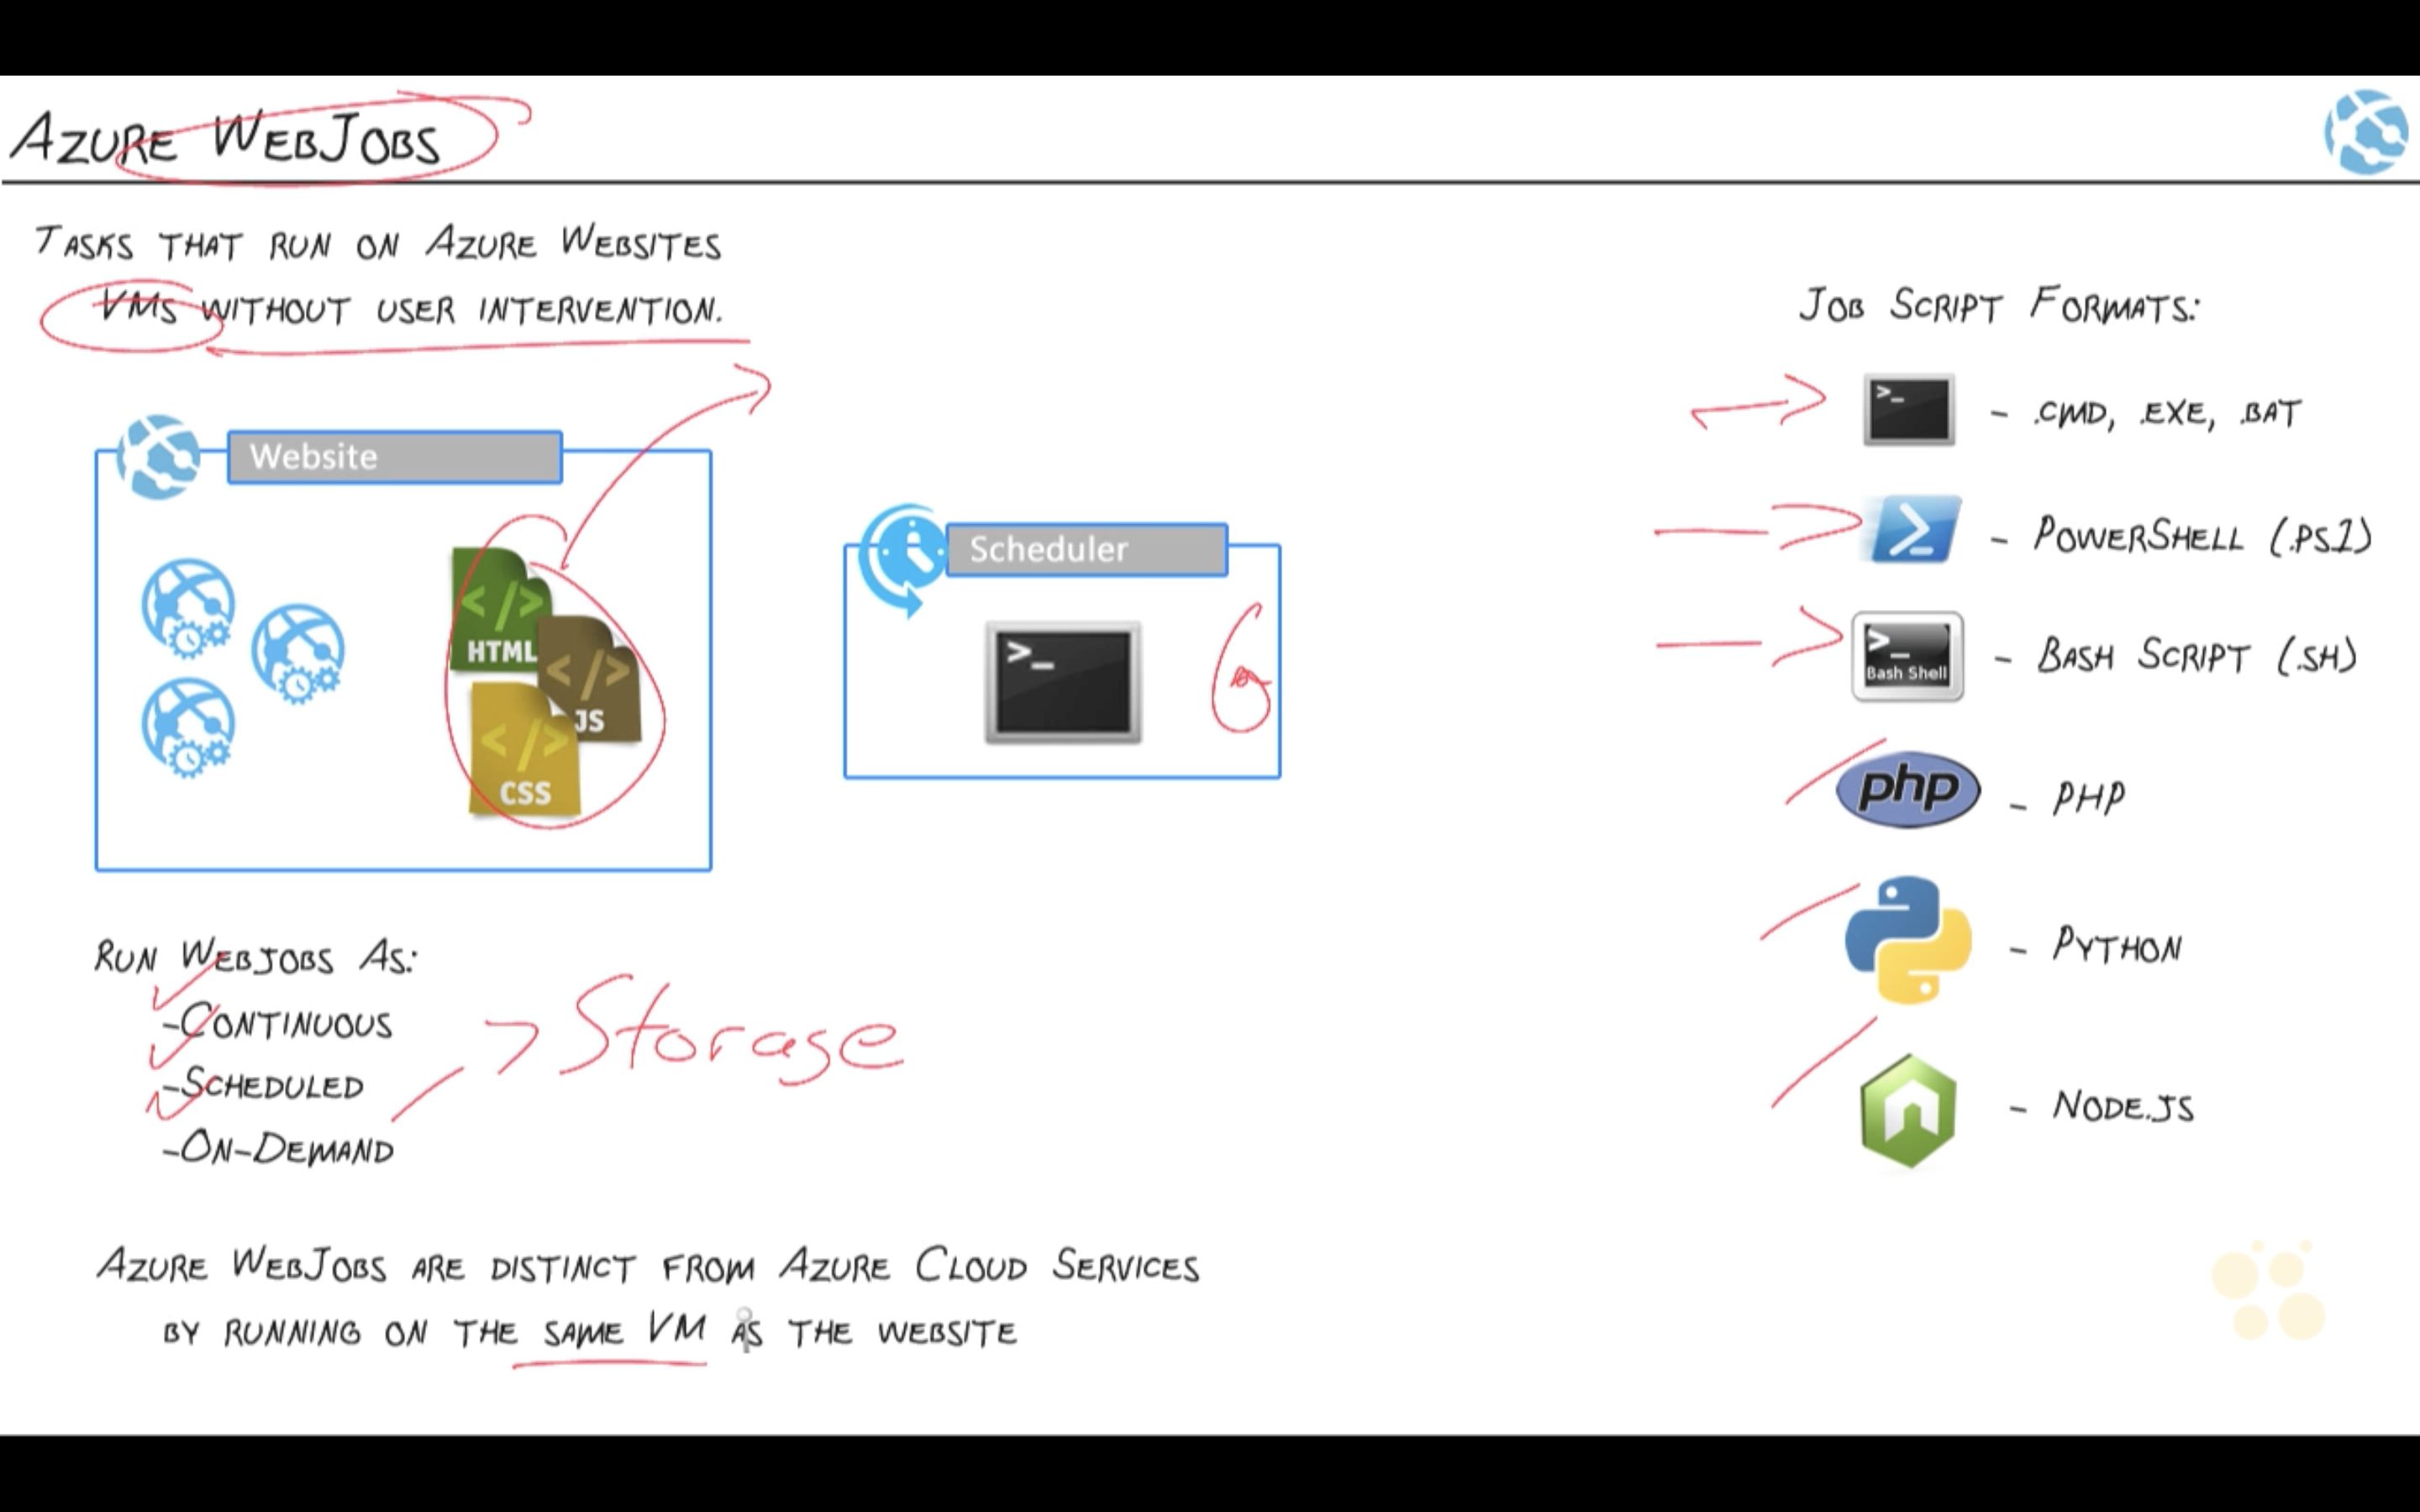 Azure WebJobs
Tasks that run on Azure Websites
VMs without user intervention.
Website
HTML
JS
CSS
Scheduler
>_
Run WebJobs As:
-Continuous
-Scheduled
-On-Demand
Storage
Azure WebJobs are distinct from Azure Cloud Services
by running on the same VM as the website
Job Script Formats:
>_ - .cmd, .exe, .bat
- PowerShell (.ps1)
>_ Bash Shell - Bash Script (.sh)
php - PHP
- Python
- Node.js